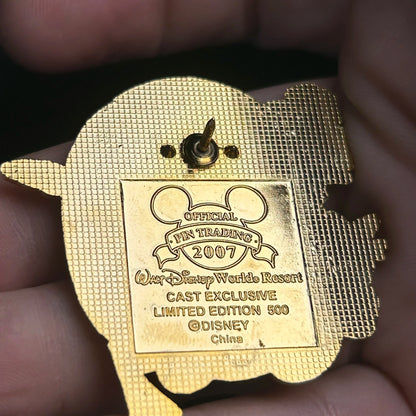 OFFICIAL
PIN TRADING
2007
Walt Disney World Resort
CAST EXCLUSIVE
LIMITED EDITION 500
©DISNEY
China